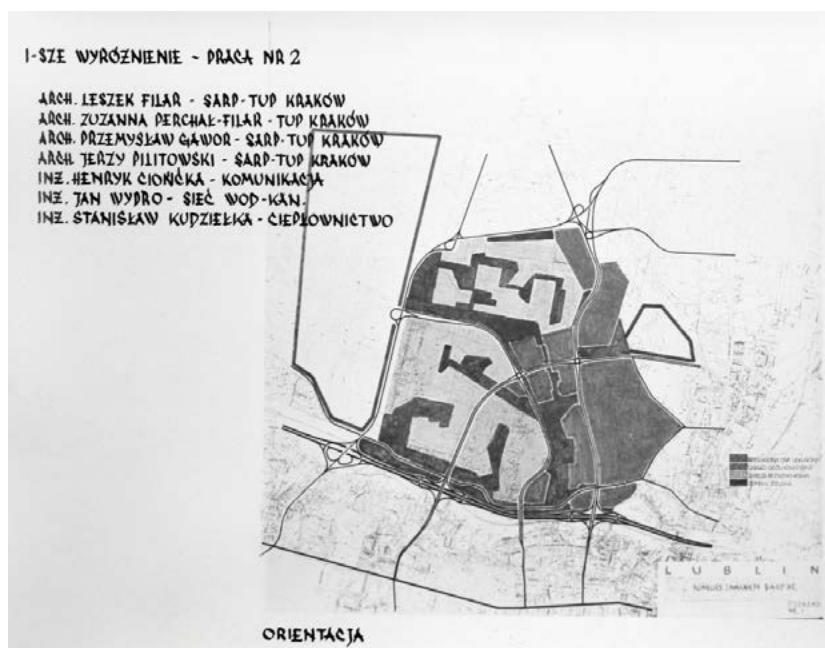 I-SZE WYRÓŻNIENIE - PRACA NR 2
ARCH. LESZEK FILAR - SARP-TUP KRAKÓW
ARCH. ZUZANNA PERCHAŁ-FILAR - TUP KRAKÓW
ARCH. PRZEMYSŁAW GAWOR - SARP-TUP KRAKÓW
ARCH. JERZY PILITOWSKI - SARP-TUP KRAKÓW
INŻ. HENRYK CIOŃĆKA - KOMUNIKACJA
INŻ. JAN WYDRO - SIEĆ WOD-KAN.
INŻ. STANISŁAW KUDZIEŁKA - CIEPŁOWNICTWO
LUBLIN
ORIENTACJA